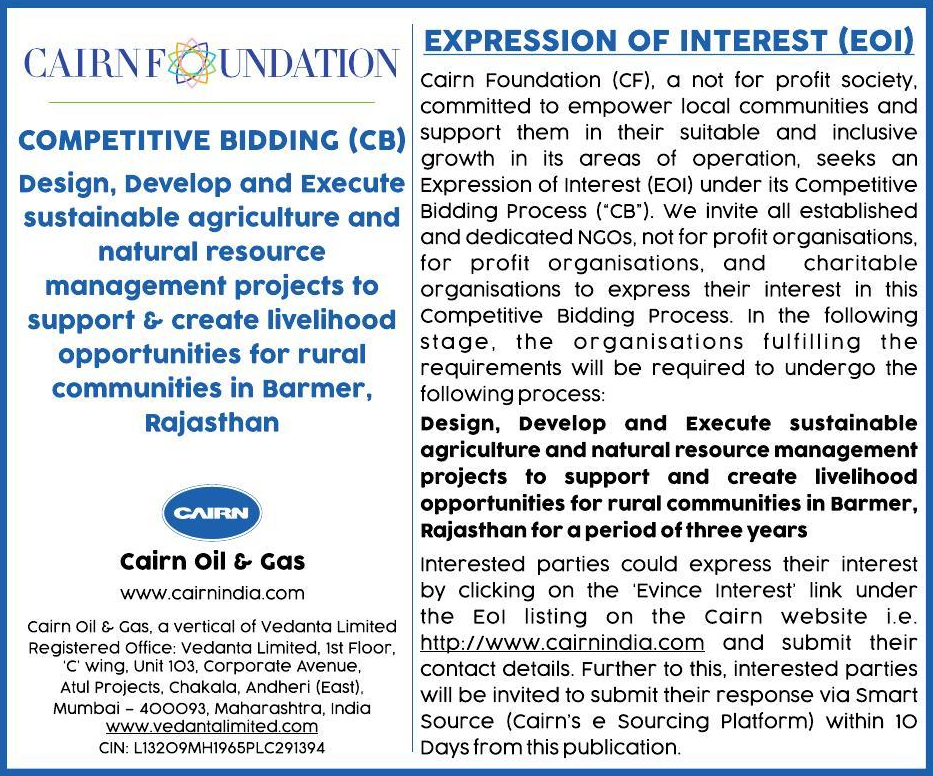 CAIRN FOUNDATION
COMPETITIVE BIDDING (CB)
Design, Develop and Execute
sustainable agriculture and
natural resource
management projects to
support & create livelihood
opportunities for rural
communities in Barmer,
Rajasthan
CAIRN
Cairn Oil & Gas
www.cairnindia.com
Cairn Oil & Gas, a vertical of Vedanta Limited
Registered Office: Vedanta Limited, 1st Floor,
'C' wing, Unit 103, Corporate Avenue,
Atul Projects, Chakala, Andheri (East),
Mumbai – 400093, Maharashtra, India
www.vedantalimited.com
CIN: L13209MH1965PLC291394
EXPRESSION OF INTEREST (EOI)
Cairn Foundation (CF), a not for profit society,
committed to empower local communities and
support them in their suitable and inclusive
growth in its areas of operation, seeks an
Expression of Interest (EOI) under its Competitive
Bidding Process ("CB"). We invite all established
and dedicated NGOs, not for profit organisations,
for profit organisations, and charitable
organisations to express their interest in this
Competitive Bidding Process. In the following
stage, the organisations fulfilling the
requirements will be required to undergo the
following process:
Design, Develop and Execute sustainable
agriculture and natural resource management
projects to support and create livelihood
opportunities for rural communities in Barmer,
Rajasthan for a period of three years
Interested parties could express their interest
by clicking on the 'Evince Interest' link under
the EoI listing on the Cairn website i.e.
http://www.cairnindia.com and submit their
contact details. Further to this, interested parties
will be invited to submit their response via Smart
Source (Cairn's e Sourcing Platform) within 10
Days from this publication.